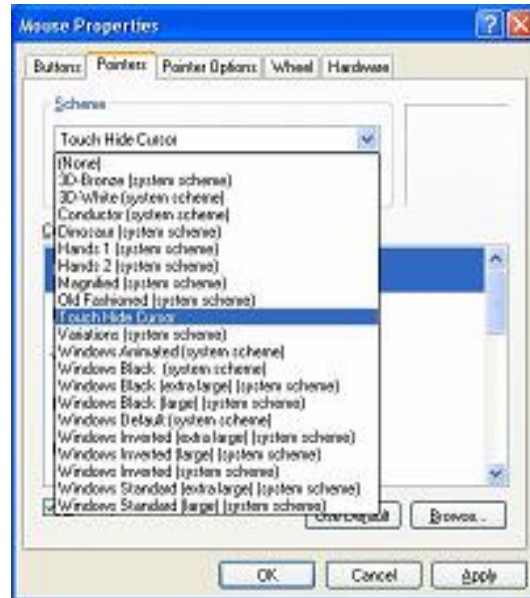 Mouse Properties
Buttons Pointers Pointer Options Wheel Hardware
Scheme
Touch Hide Cursor
(None)
3D-Bronze (system scheme)
3D-White (system scheme)
Conductor (system scheme)
Dinosaur (system scheme)
Hands 1 (system scheme)
Hands 2 (system scheme)
Magnified (system scheme)
Old Fashioned (system scheme)
Touch Hide Cursor
Variations (system scheme)
Windows Animated (system scheme)
Windows Black (system scheme)
Windows Black (extra large) (system scheme)
Windows Black (large) (system scheme)
Windows Default (system scheme)
Windows Inverted (extra large) (system scheme)
Windows Inverted (large) (system scheme)
Windows Inverted (system scheme)
Windows Standard (extra large) (system scheme)
Windows Standard (large) (system scheme)
Use Default Browse...
OK Cancel Apply